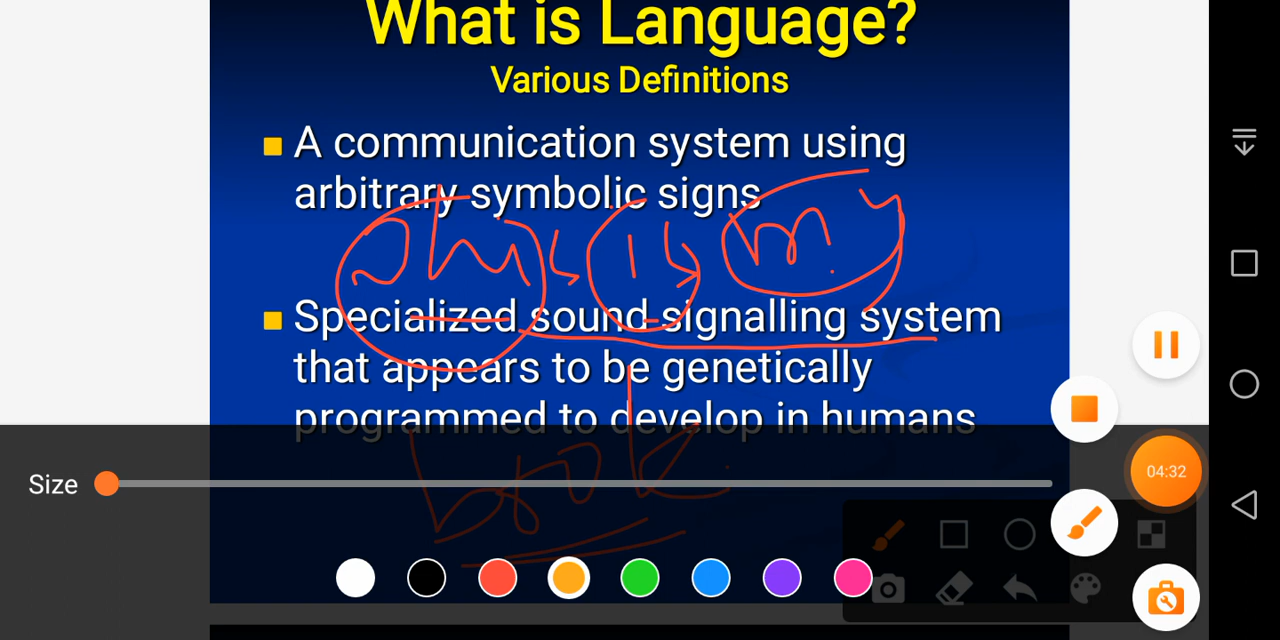 What is Language?
Various Definitions
A communication system using
arbitrary symbolic signs
Specialized sound signalling system
that appears to be genetically
programmed to develop in humans
Size
04:32